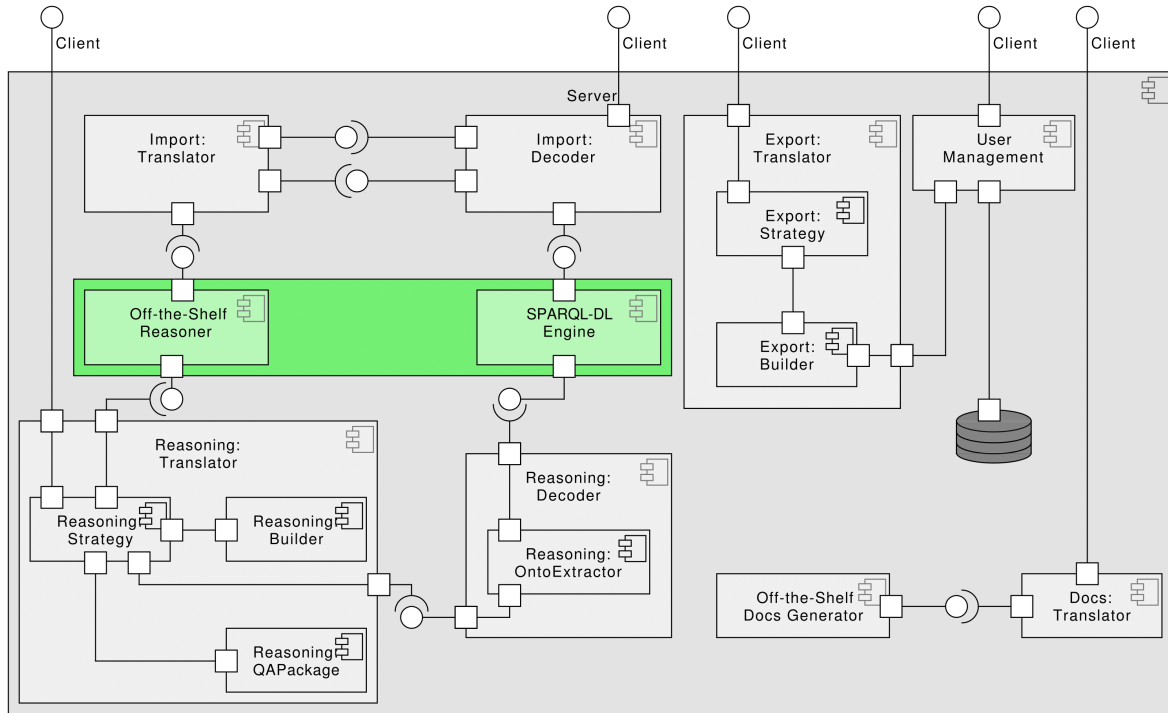 Client
Client
Client
Client
Client
Server
Import:
Translator
Import:
Decoder
Export:
Translator
User
Management
Export:
Strategy
Off-the-Shelf
Reasoner
SPARQL-DL
Engine
Export:
Builder
Reasoning:
Translator
Reasoning:
Decoder
Reasoning:
Strategy
Reasoning:
Builder
Reasoning:
OntoExtractor
Off-the-Shelf
Docs Generator
Docs:
Translator
Reasoning:
QAPackage